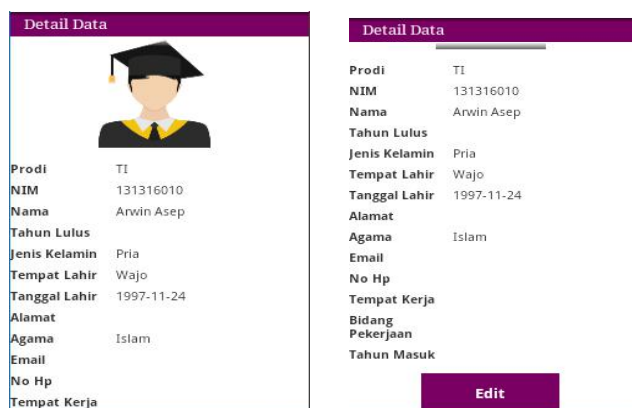 Detail Data
Prodi TI
NIM 131316010
Nama Arwin Asep
Tahun Lulus
Jenis Kelamin Pria
Tempat Lahir Wajo
Tanggal Lahir 1997-11-24
Alamat
Agama Islam
Email
No Hp
Tempat Kerja
Detail Data
Prodi TI
NIM 131316010
Nama Arwin Asep
Tahun Lulus
Jenis Kelamin Pria
Tempat Lahir Wajo
Tanggal Lahir 1997-11-24
Alamat
Agama Islam
Email
No Hp
Tempat Kerja
Bidang
Pekerjaan
Tahun Masuk
Edit